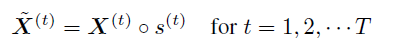 X̃^(t) = X^(t) ∘ s^(t) for t = 1, 2, ⋯ T